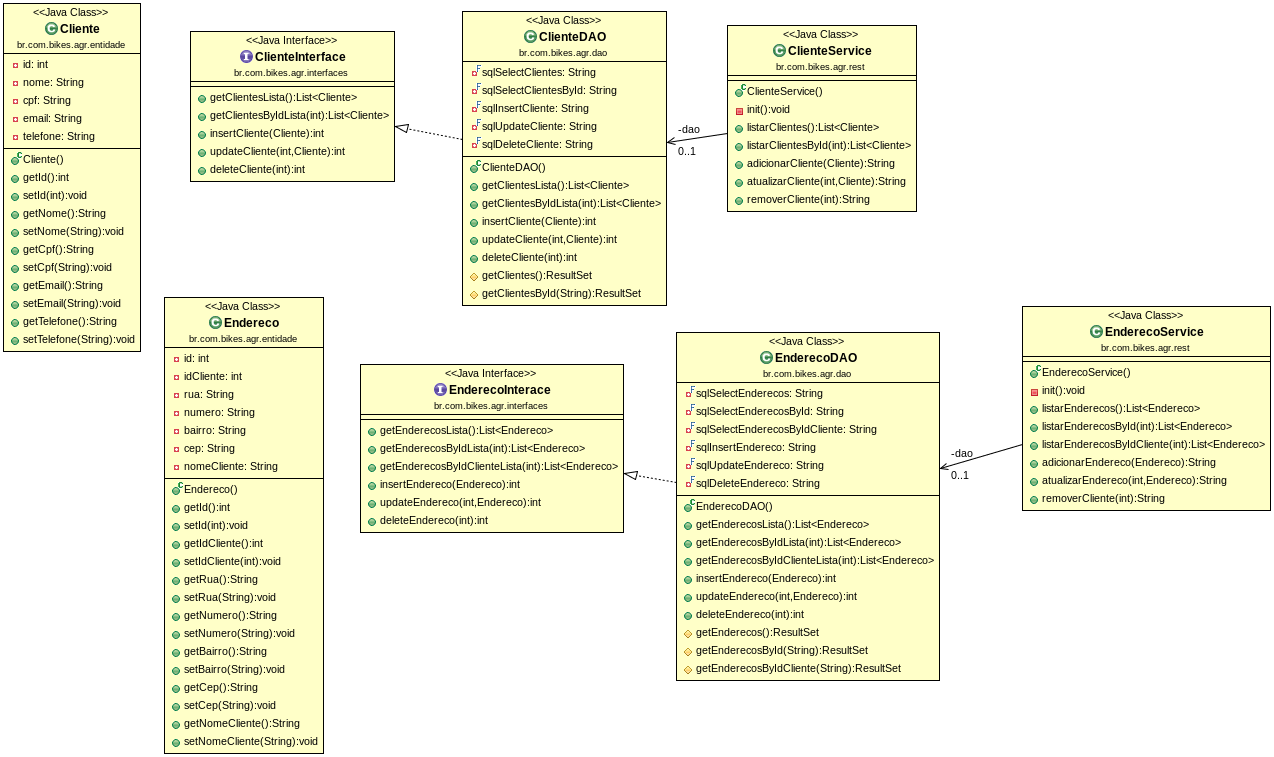 <<Java Class>>
Cliente
br.com.bikes.agr.entidade
id: int
nome: String
cpf: String
email: String
telefone: String
Cliente()
getId():int
setId(int):void
getNome():String
setNome(String):void
getCpf():String
setCpf(String):void
getEmail():String
setEmail(String):void
getTelefone():String
setTelefone(String):void
<<Java Interface>>
ClienteInterface
br.com.bikes.agr.interfaces
getClientesLista():List<Cliente>
getClientesByIdLista(int):List<Cliente>
insertCliente(Cliente):int
updateCliente(int,Cliente):int
deleteCliente(int):int
<<Java Class>>
ClienteDAO
br.com.bikes.agr.dao
sqlSelectClientes: String
sqlSelectClientesById: String
sqlInsertCliente: String
sqlUpdateCliente: String
sqlDeleteCliente: String
ClienteDAO()
getClientesLista():List<Cliente>
getClientesByIdLista(int):List<Cliente>
insertCliente(Cliente):int
updateCliente(int,Cliente):int
deleteCliente(int):int
getClientes():ResultSet
getClientesById(String):ResultSet
-dao
0..1
<<Java Class>>
ClienteService
br.com.bikes.agr.rest
ClienteService()
init():void
listarClientes():List<Cliente>
listarClientesById(int):List<Cliente>
adicionarCliente(Cliente):String
atualizarCliente(int,Cliente):String
removerCliente(int):String
<<Java Class>>
Endereco
br.com.bikes.agr.entidade
id: int
idCliente: int
rua: String
numero: String
bairro: String
cep: String
nomeCliente: String
Endereco()
getId():int
setId(int):void
getIdCliente():int
setIdCliente(int):void
getRua():String
setRua(String):void
getNumero():String
setNumero(String):void
getBairro():String
setBairro(String):void
getCep():String
setCep(String):void
getNomeCliente():String
setNomeCliente(String):void
<<Java Interface>>
EnderecoInterace
br.com.bikes.agr.interfaces
getEnderecosLista():List<Endereco>
getEnderecosByIdLista(int):List<Endereco>
getEnderecosByIdClienteLista(int):List<Endereco>
insertEndereco(Endereco):int
updateEndereco(int,Endereco):int
deleteEndereco(int):int
<<Java Class>>
EnderecoDAO
br.com.bikes.agr.dao
sqlSelectEnderecos: String
sqlSelectEnderecosById: String
sqlSelectEnderecosByIdCliente: String
sqlInsertEndereco: String
sqlUpdateEndereco: String
sqlDeleteEndereco: String
EnderecoDAO()
getEnderecosLista():List<Endereco>
getEnderecosByIdLista(int):List<Endereco>
getEnderecosByIdClienteLista(int):List<Endereco>
insertEndereco(Endereco):int
updateEndereco(int,Endereco):int
deleteEndereco(int):int
getEnderecos():ResultSet
getEnderecosById(String):ResultSet
getEnderecosByIdCliente(String):ResultSet
-dao
0..1
<<Java Class>>
EnderecoService
br.com.bikes.agr.rest
EnderecoService()
init():void
listarEnderecos():List<Endereco>
listarEnderecosById(int):List<Endereco>
listarEnderecosByIdCliente(int):List<Endereco>
adicionarEndereco(Endereco):String
atualizarEndereco(int,Endereco):String
removerCliente(int):String